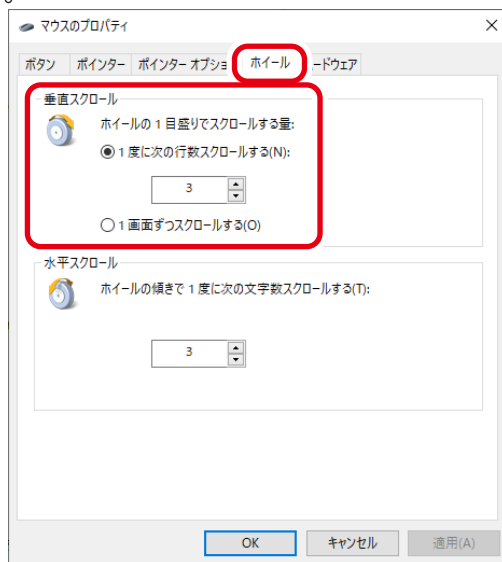 マウスのプロパティ
ボタン ポインター ポインター オプショ ホイール ードウェア
垂直スクロール
ホイールの 1 目盛りでスクロールする量:
1 度に次の行数スクロールする(N):
3
1 画面ずつスクロールする(O)
水平スクロール
ホイールの傾きで 1 度に次の文字数スクロールする(T):
3
OK キャンセル 適用(A)